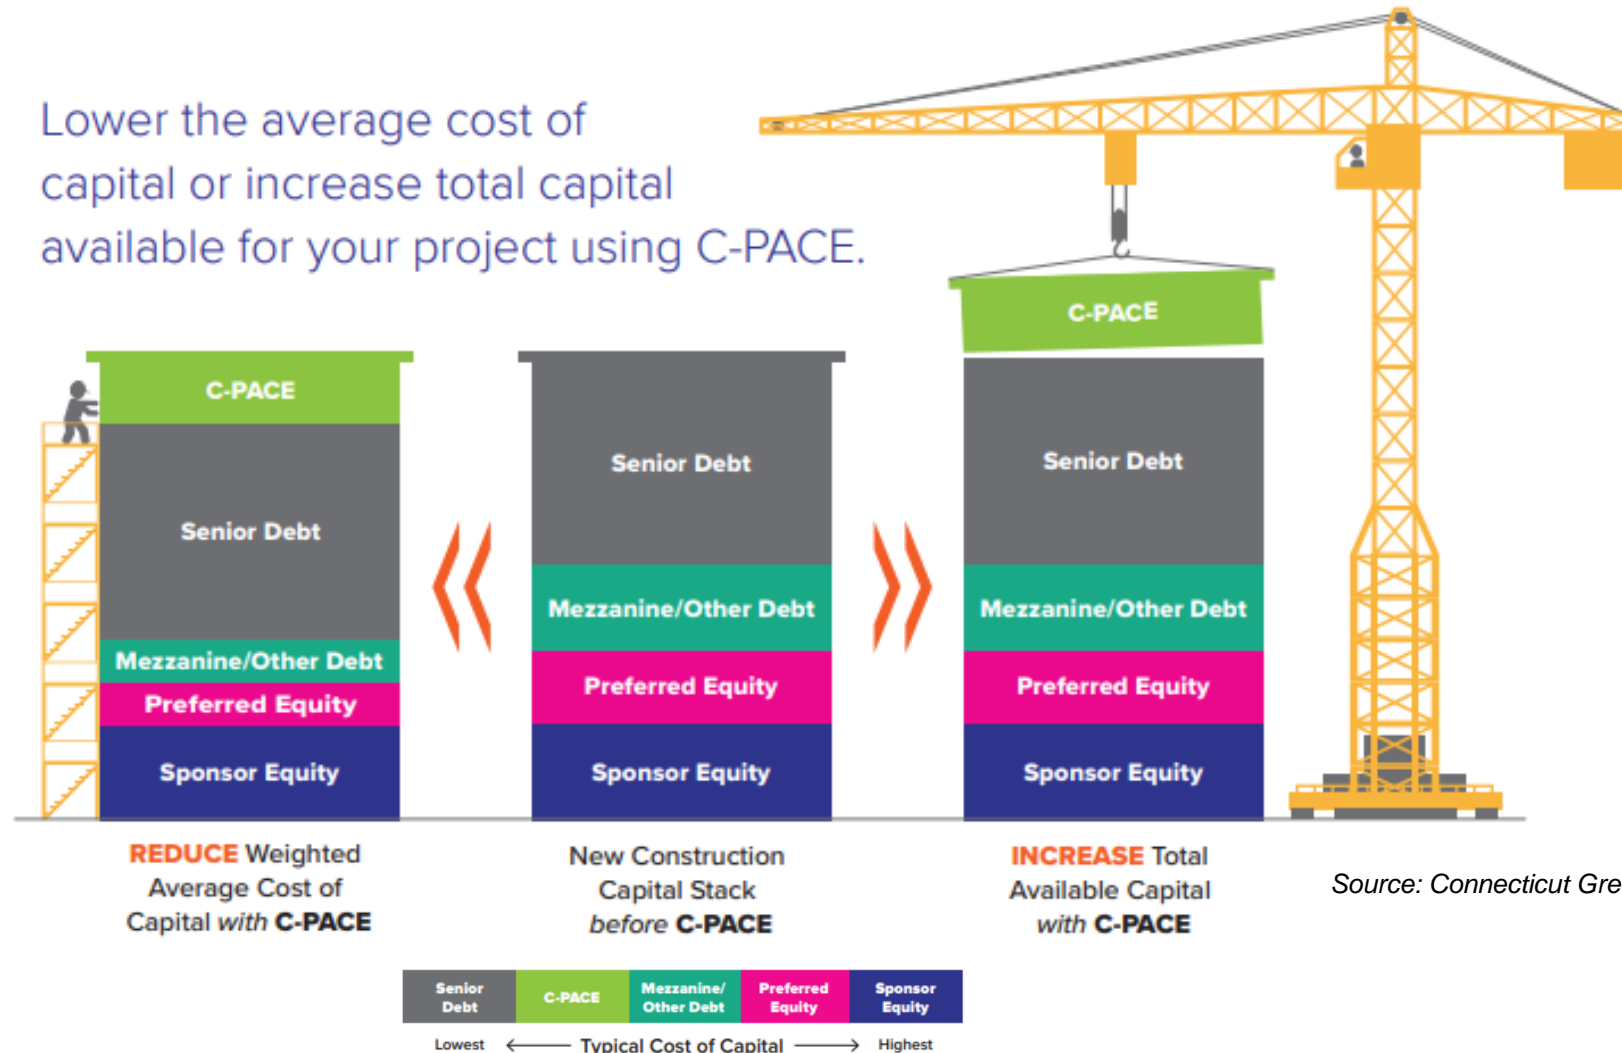 Lower the average cost of
capital or increase total capital
available for your project using C-PACE.
C-PACE
Senior Debt
Mezzanine/Other Debt
Preferred Equity
Sponsor Equity
REDUCE Weighted
Average Cost of
Capital with C-PACE
Senior Debt
Mezzanine/Other Debt
Preferred Equity
Sponsor Equity
New Construction
Capital Stack
before C-PACE
C-PACE
Senior Debt
Mezzanine/Other Debt
Preferred Equity
Sponsor Equity
INCREASE Total
Available Capital
with C-PACE
Source: Connecticut Gre
Senior
Debt
C-PACE
Mezzanine/
Other Debt
Preferred
Equity
Sponsor
Equity
Lowest Typical Cost of Capital Highest